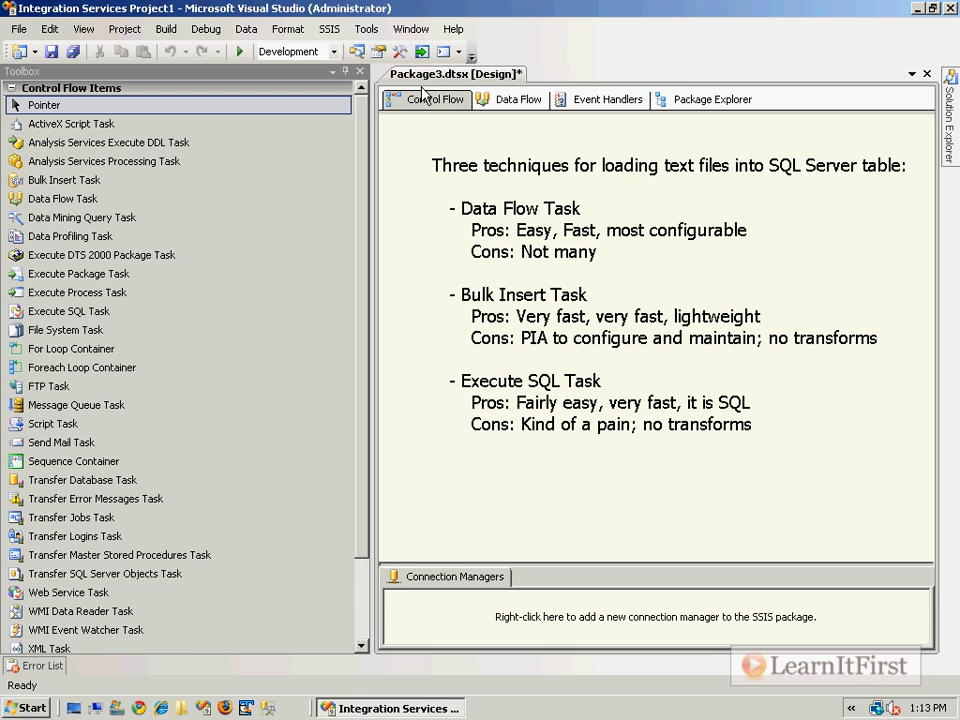 Integration Services Project1 - Microsoft Visual Studio (Administrator)
File Edit View Project Build Debug Data Format SSIS Tools Window Help
Development
Toolbox
Control Flow Items
Pointer
ActiveX Script Task
Analysis Services Execute DDL Task
Analysis Services Processing Task
Bulk Insert Task
Data Flow Task
Data Mining Query Task
Data Profiling Task
Execute DTS 2000 Package Task
Execute Package Task
Execute Process Task
Execute SQL Task
File System Task
For Loop Container
Foreach Loop Container
FTP Task
Message Queue Task
Script Task
Send Mail Task
Sequence Container
Transfer Database Task
Transfer Error Messages Task
Transfer Jobs Task
Transfer Logins Task
Transfer Master Stored Procedures Task
Transfer SQL Server Objects Task
Web Service Task
WMI Data Reader Task
WMI Event Watcher Task
XML Task
Package3.dtsx [Design]*
Control Flow Data Flow Event Handlers Package Explorer
Three techniques for loading text files into SQL Server table:
- Data Flow Task
Pros: Easy, Fast, most configurable
Cons: Not many
- Bulk Insert Task
Pros: Very fast, very fast, lightweight
Cons: PIA to configure and maintain; no transforms
- Execute SQL Task
Pros: Fairly easy, very fast, it is SQL
Cons: Kind of a pain; no transforms
Connection Managers
Right-click here to add a new connection manager to the SSIS package.
Solution Explorer
LearnItFirst
Error List
Ready
Start
Integration Services ...
1:13 PM